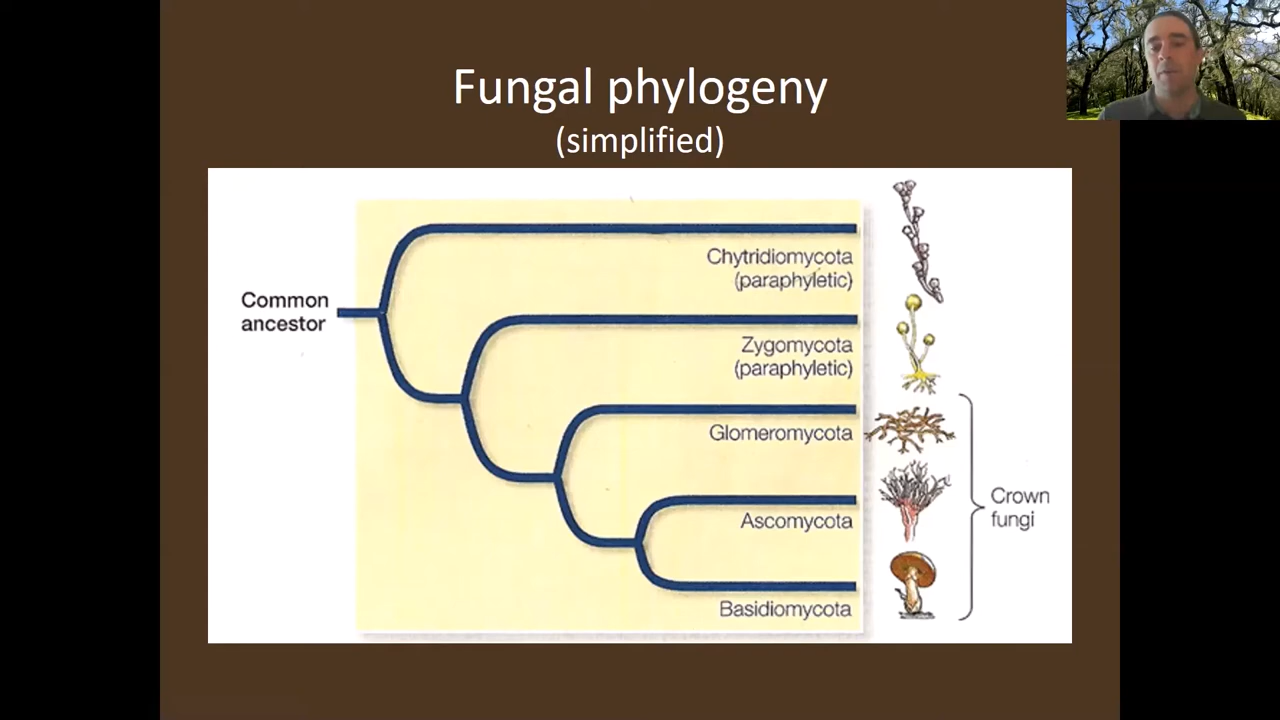 Fungal phylogeny
(simplified)
Common
ancestor
Chytridiomycota
(paraphyletic)
Zygomycota
(paraphyletic)
Glomeromycota
Ascomycota
Basidiomycota
Crown
fungi